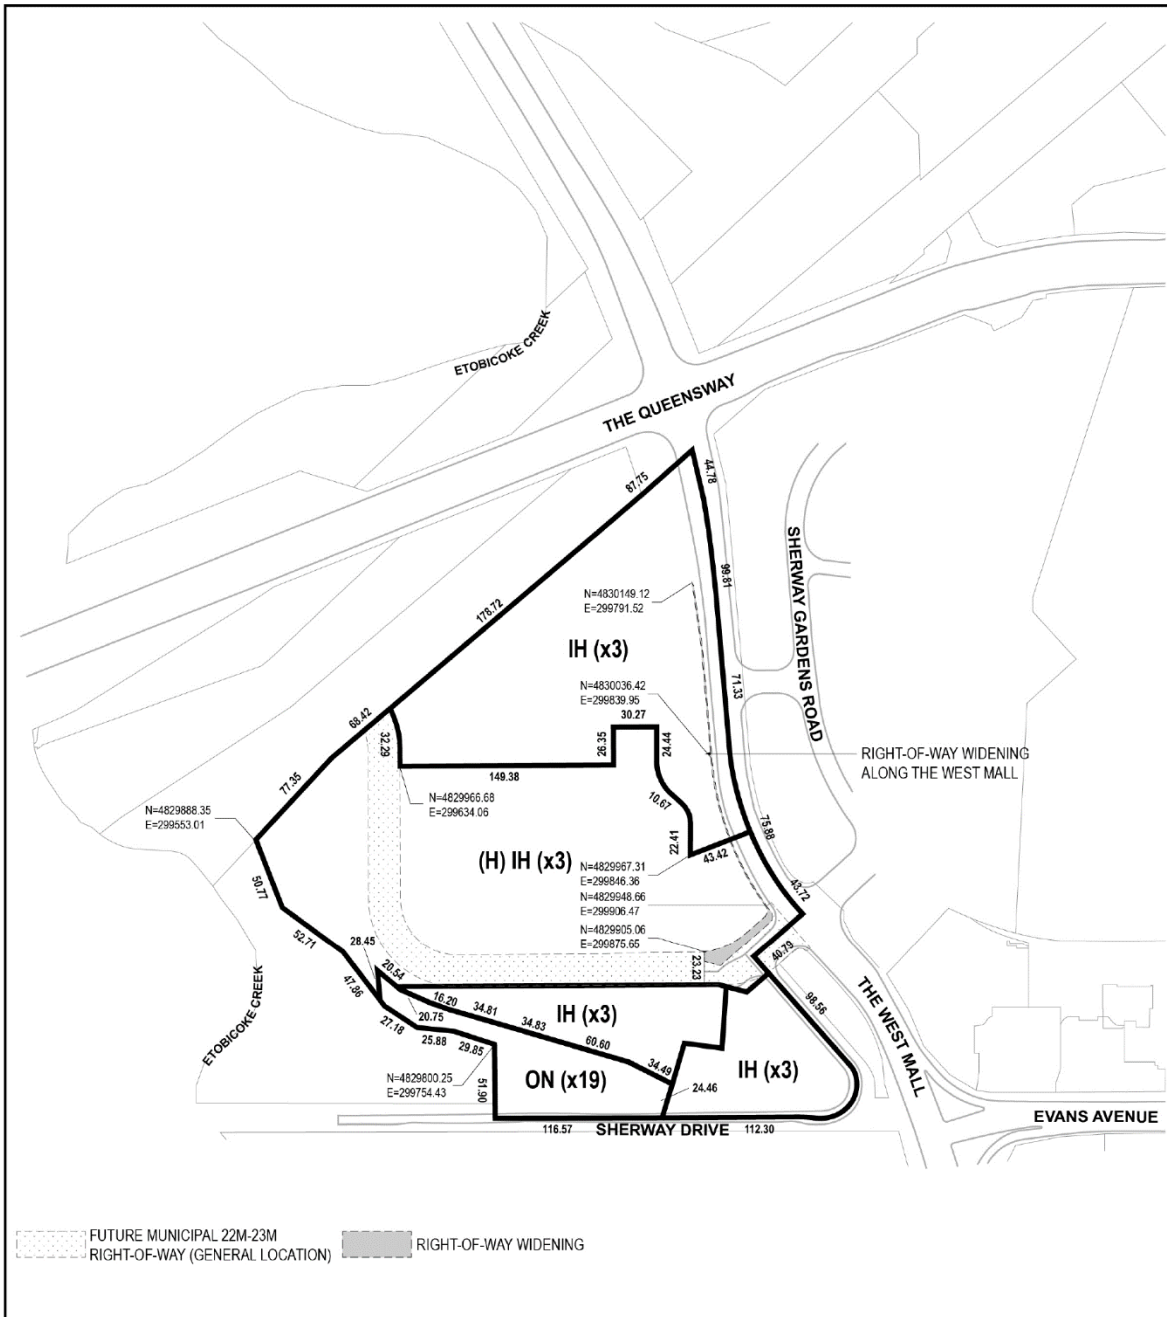 ETOBICOKE CREEK
THE QUEENSWAY
87.75
44.78
SHERWAY GARDENS ROAD
99.81
N=4830149.12
E=299791.52
178.72
IH (x3)
N=4830036.42
E=299839.95
71.33
68.42
32.29
30.27
26.35
24.44
RIGHT-OF-WAY WIDENING
ALONG THE WEST MALL
149.38
77.35
N=4829966.68
E=299634.06
10.67
N=4829888.35
E=299553.01
75.88
22.41
43.42
(H) IH (x3)
N=4829967.31
E=299846.36
50.77
N=4829948.66
E=299906.47
43.72
52.71
N=4829905.06
E=299875.65
28.45
40.79
23.23
20.54
47.86
ETOBICOKE CREEK
16.20
34.81
IH (x3)
98.56
THE WEST MALL
20.75
27.18
34.83
25.88
29.85
60.60
34.49
IH (x3)
ON (x19)
N=4829800.25
E=299754.43
24.46
51.90
EVANS AVENUE
116.57
SHERWAY DRIVE
112.30
FUTURE MUNICIPAL 22M-23M
RIGHT-OF-WAY (GENERAL LOCATION)
RIGHT-OF-WAY WIDENING